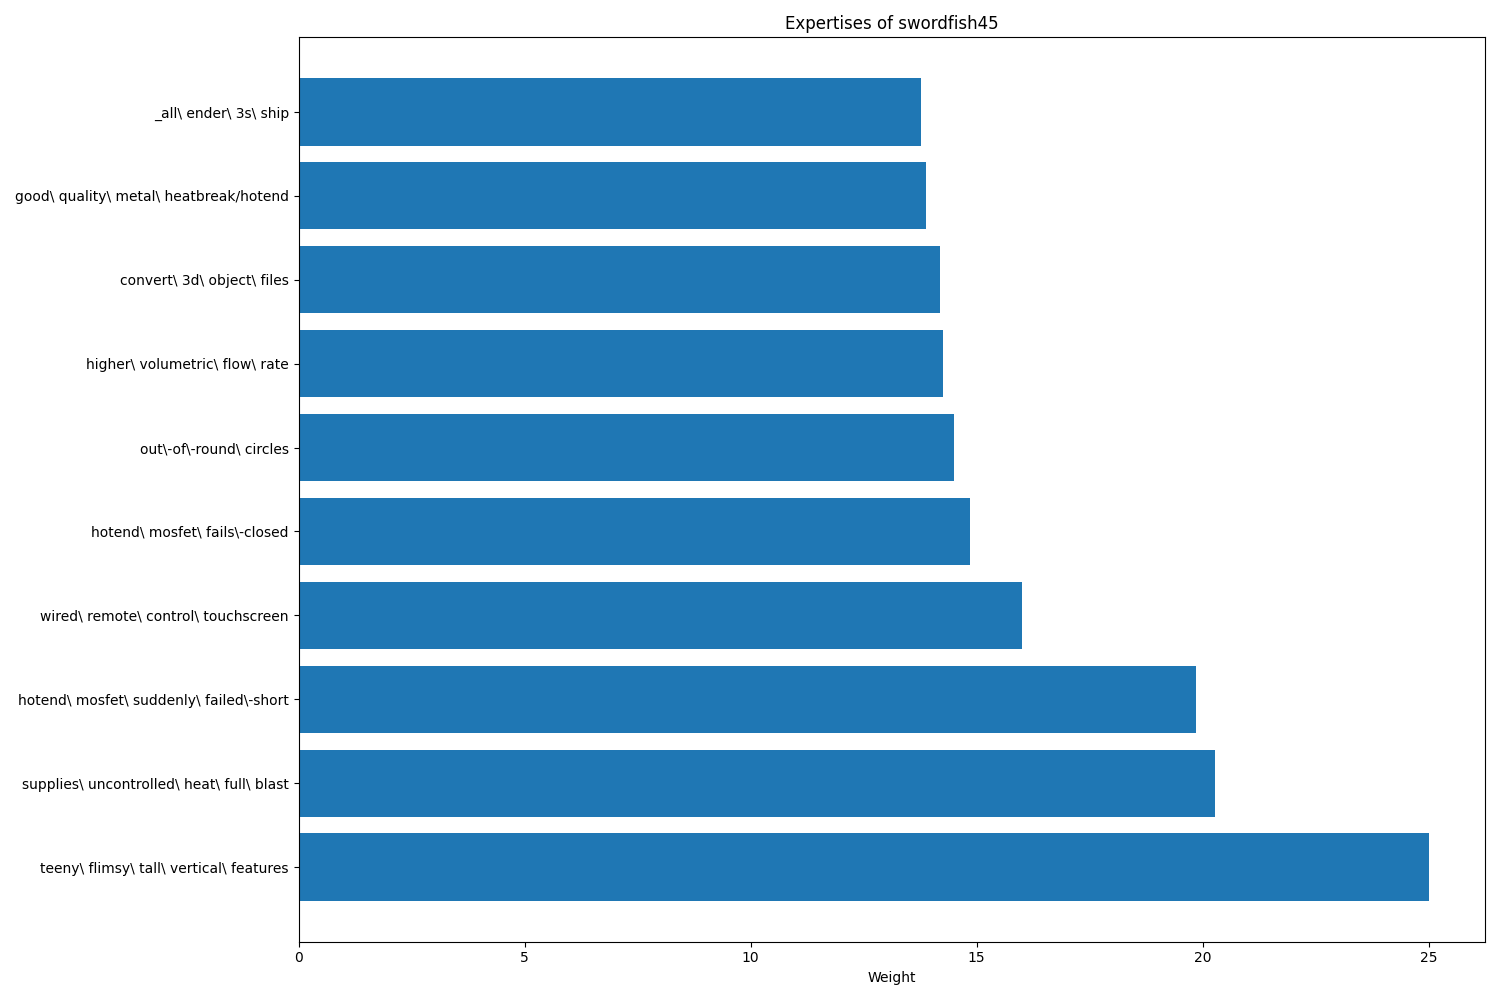 Expertises of swordfish45
_all\ ender\ 3s\ ship
good\ quality\ metal\ heatbreak/hotend
convert\ 3d\ object\ files
higher\ volumetric\ flow\ rate
out\-of\-round\ circles
hotend\ mosfet\ fails\-closed
wired\ remote\ control\ touchscreen
hotend\ mosfet\ suddenly\ failed\-short
supplies\ uncontrolled\ heat\ full\ blast
teeny\ flimsy\ tall\ vertical\ features
0 5 10 15 20 25
Weight